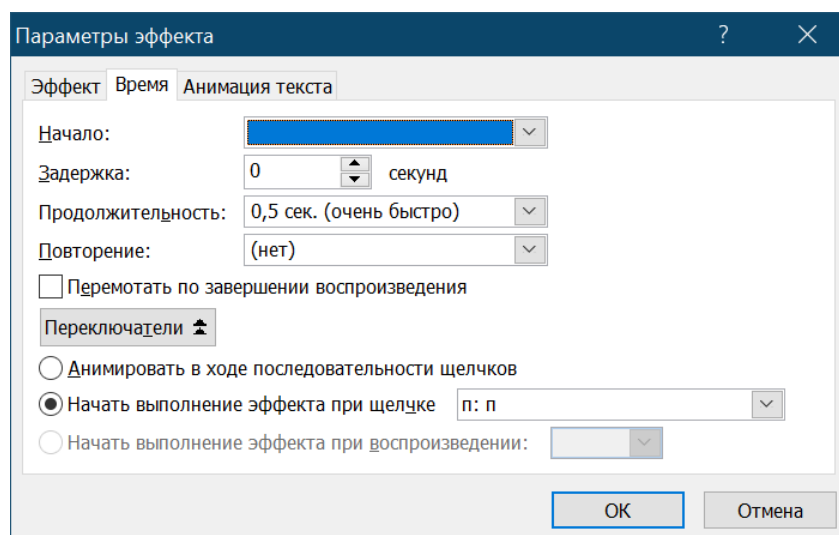 Параметры эффекта ?
Эффект Время Анимация текста
Начало:
Задержка: 0 секунд
Продолжительность: 0,5 сек. (очень быстро)
Повторение: (нет)
Перемотать по завершении воспроизведения
Переключатели
Анимировать в ходе последовательности щелчков
Начать выполнение эффекта при щелчке п: п
Начать выполнение эффекта при воспроизведении:
ОК Отмена